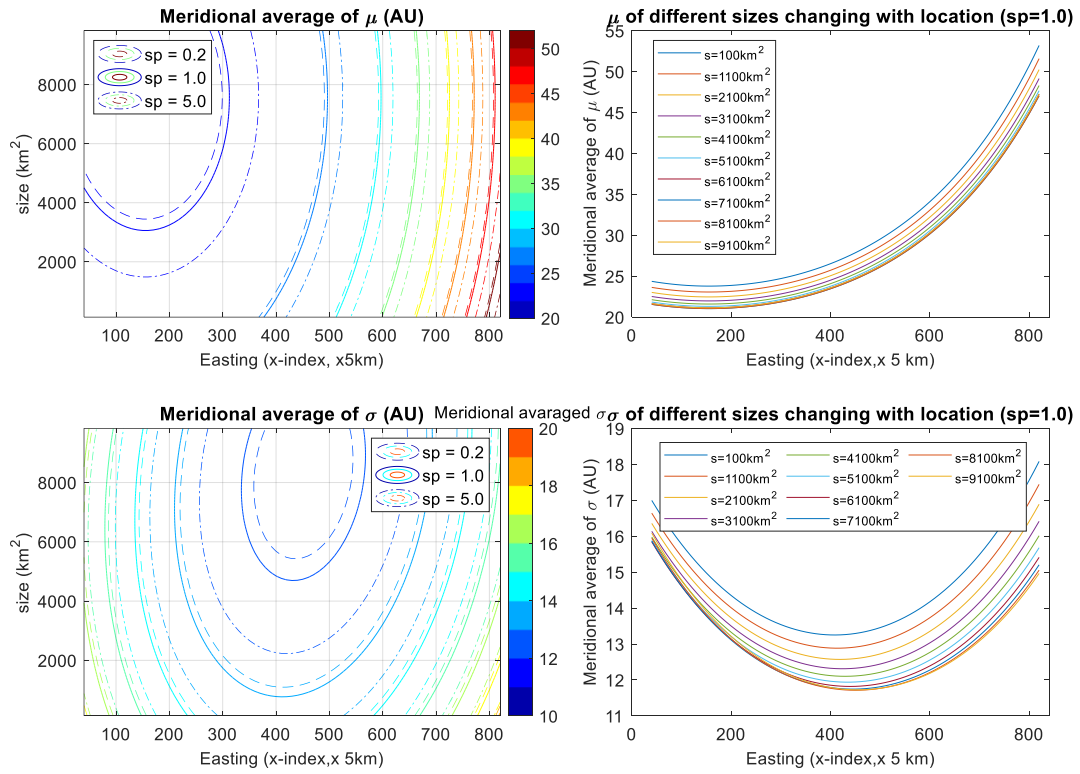 Meridional average of μ (AU)
sp = 0.2
sp = 1.0
sp = 5.0
size (km²)
8000
6000
4000
2000
100 200 300 400 500 600 700 800
Easting (x-index, x5km)
50
45
40
35
30
25
20
μ of different sizes changing with location (sp=1.0)
Meridional average of μ (AU)
55
50
45
40
35
30
25
20
s=100km²
s=1100km²
s=2100km²
s=3100km²
s=4100km²
s=5100km²
s=6100km²
s=7100km²
s=8100km²
s=9100km²
0 200 400 600 800
Easting (x-index,x 5 km)
Meridional average of σ (AU)
Meridional avaraged σ
sp = 0.2
sp = 1.0
sp = 5.0
size (km²)
8000
6000
4000
2000
100 200 300 400 500 600 700 800
Easting (x-index,x 5km)
20
18
16
14
12
10
σ of different sizes changing with location (sp=1.0)
Meridional average of σ (AU)
19
18
17
16
15
14
13
12
11
s=100km² s=4100km² s=8100km²
s=1100km² s=5100km² s=9100km²
s=2100km² s=6100km²
s=3100km² s=7100km²
0 200 400 600 800
Easting (x-index,x 5 km)